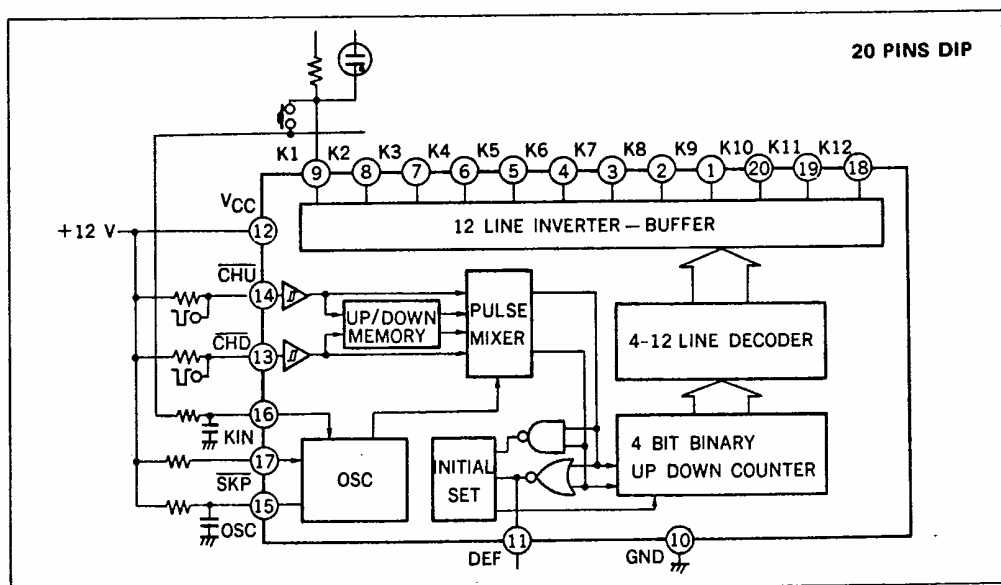 20 PINS DIP
K1 K2 K3 K4 K5 K6 K7 K8 K9 K10 K11 K12
9 8 7 6 5 4 3 2 1 20 19 18
VCC
+12 V
12
12 LINE INVERTER – BUFFER
CHU
14
UP/DOWN
MEMORY
PULSE
MIXER
4-12 LINE DECODER
CHD
13
16
KIN
17
SKP
15
OSC
OSC
INITIAL
SET
4 BIT BINARY
UP DOWN COUNTER
DEF
11
GND
10